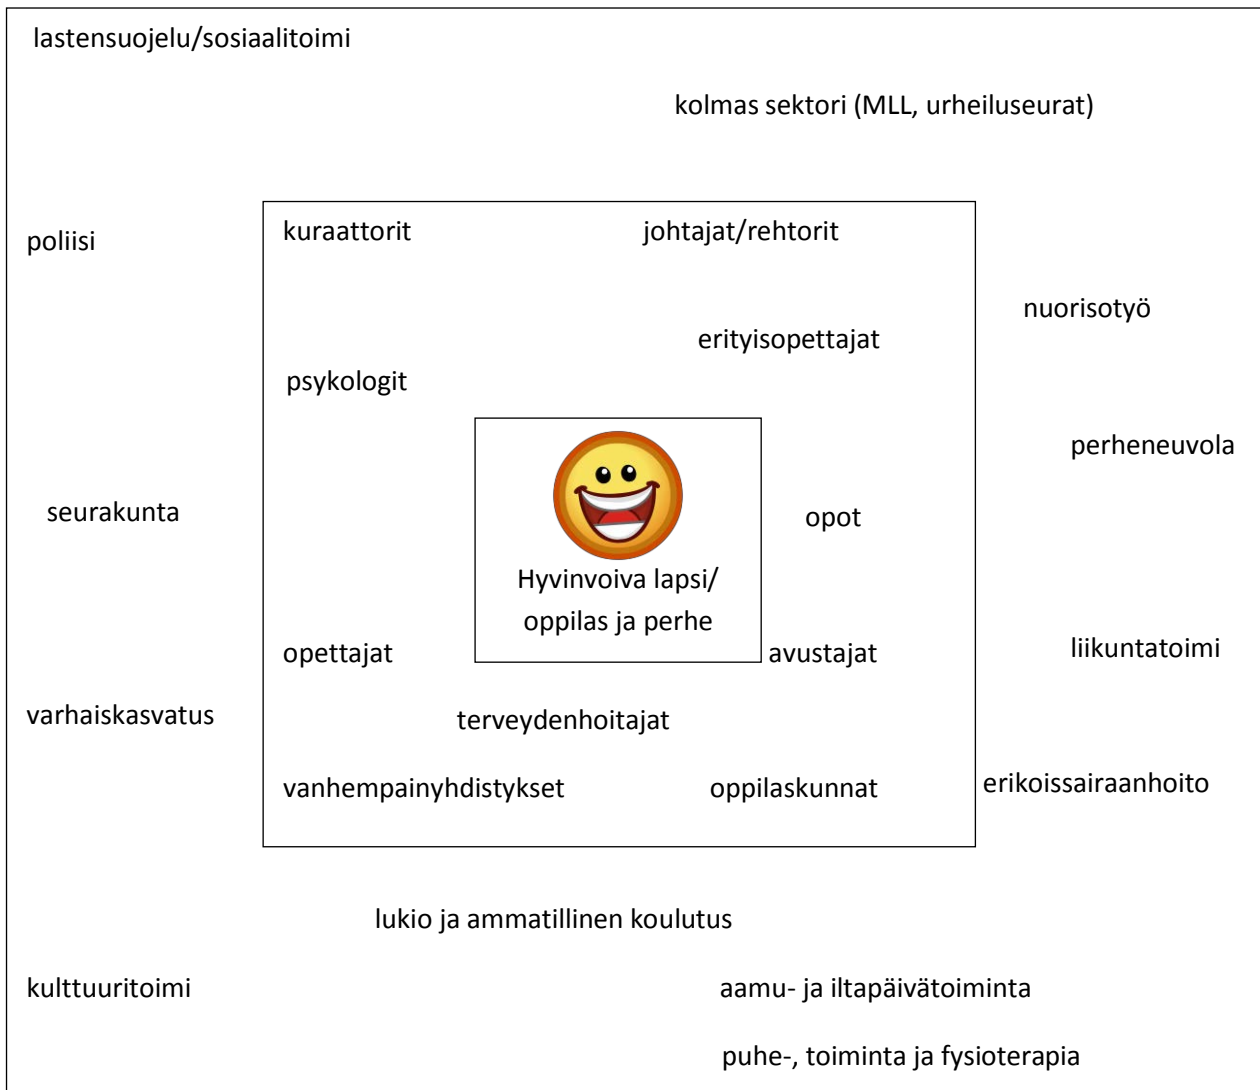 lastensuojelu/sosiaalitoimi
kolmas sektori (MLL, urheiluseurat)
poliisi
kuraattorit
johtajat/rehtorit
nuorisotyö
erityisopettajat
psykologit
perheneuvola
seurakunta
opot
Hyvinvoiva lapsi/
oppilas ja perhe
opettajat
avustajat
liikuntatoimi
varhaiskasvatus
terveydenhoitajat
vanhempainyhdistykset
oppilaskunnat
erikoissairaanhoito
lukio ja ammatillinen koulutus
kulttuuritoimi
aamu- ja iltapäivätoiminta
puhe-, toiminta ja fysioterapia